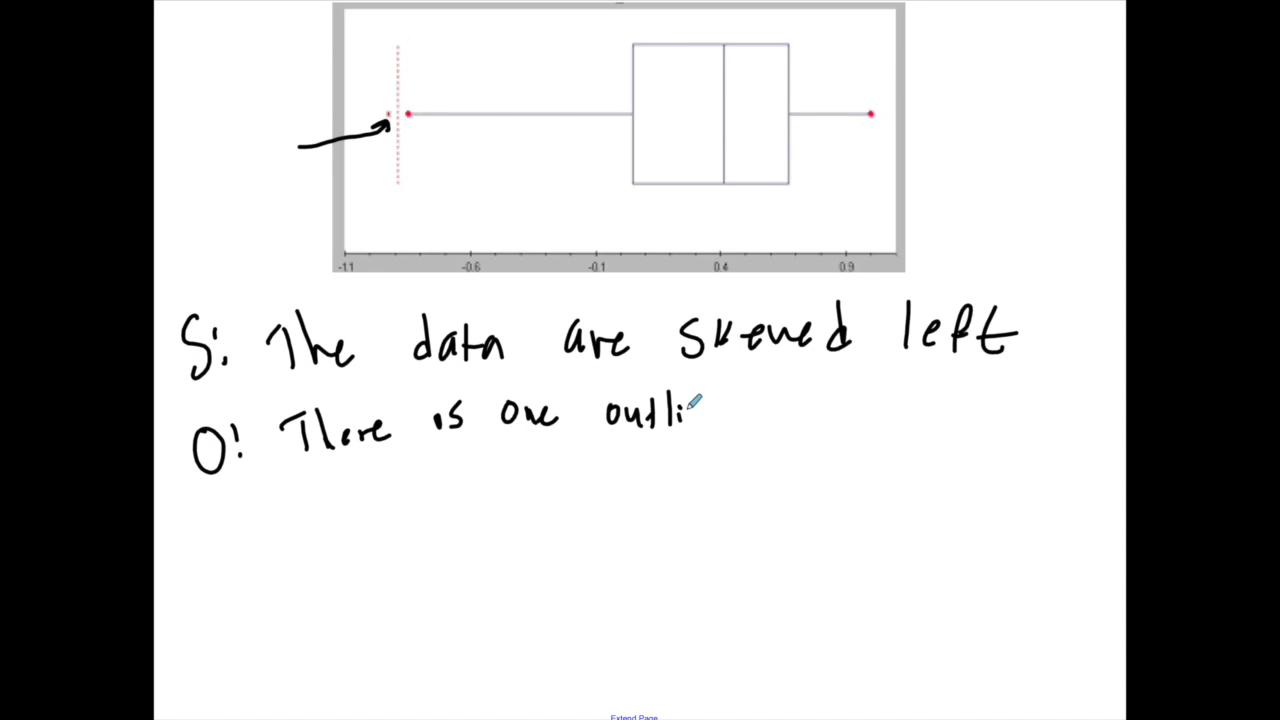 -1.1 -0.6 -0.1 0.4 0.9
S: The data are skewed left
O: There is one outli
Extend Page